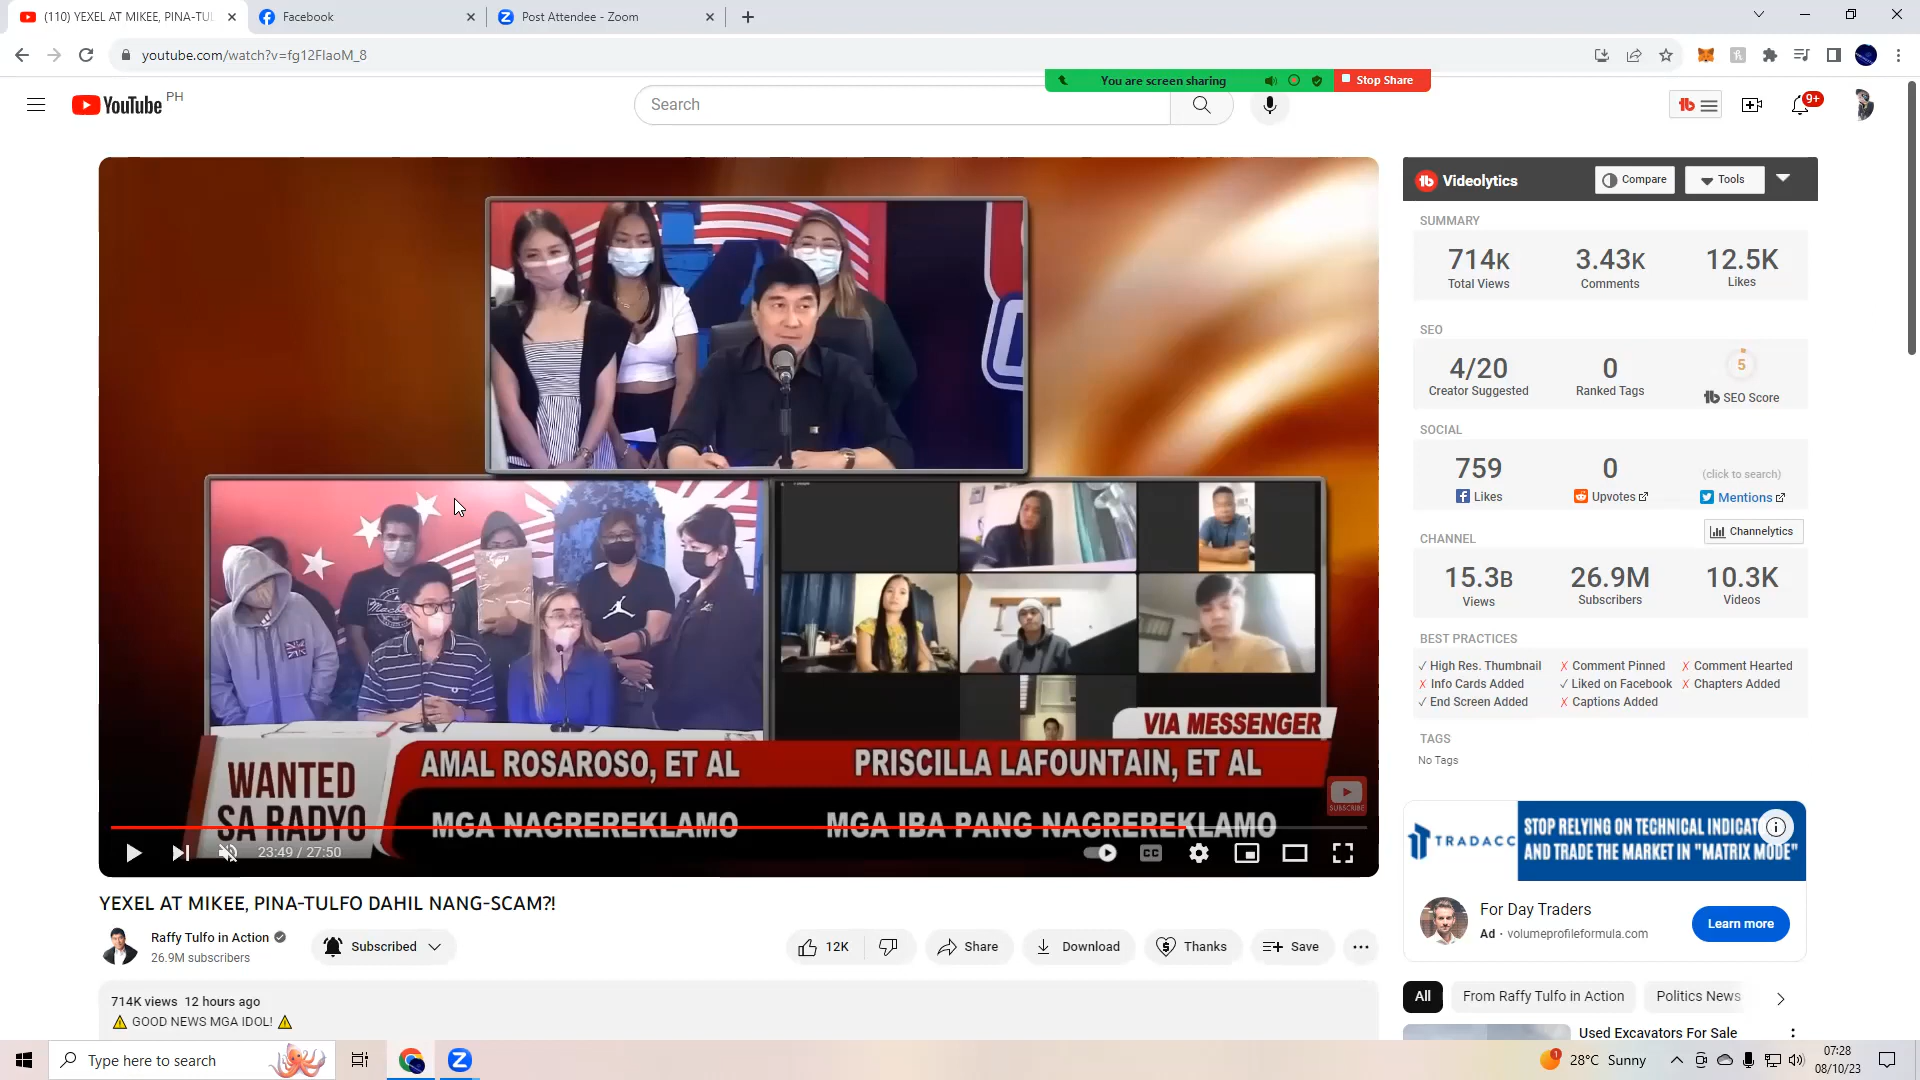 (110) YEXEL AT MIKEE, PINA-TUL
Facebook
Post Attendee - Zoom
youtube.com/watch?v=fg12FIaoM_8
You are screen sharing
Stop Share
YouTube PH
Search
9+
WANTED SA RADYO
AMAL ROSAROSO, ET AL
MGA NAGREREKLAMO
VIA MESSENGER
PRISCILLA LAFOUNTAIN, ET AL
MGA IBA PANG NAGREREKLAMO
SUBSCRIBE
23:49 / 27:50
CC
YEXEL AT MIKEE, PINA-TULFO DAHIL NANG-SCAM?!
Raffy Tulfo in Action
26.9M subscribers
Subscribed
12K
Share
Download
Thanks
Save
714K views 12 hours ago
⚠ GOOD NEWS MGA IDOL! ⚠
Videolytics
Compare
Tools
SUMMARY
714K 3.43K 12.5K
Total Views Comments Likes
SEO
4/20 0 5
Creator Suggested Ranked Tags SEO Score
SOCIAL
759 0 (click to search)
Likes Upvotes Mentions
CHANNEL
Channelytics
15.3B 26.9M 10.3K
Views Subscribers Videos
BEST PRACTICES
✓ High Res. Thumbnail ✗ Comment Pinned ✗ Comment Hearted
✗ Info Cards Added ✓ Liked on Facebook ✗ Chapters Added
✓ End Screen Added ✗ Captions Added
TAGS
No Tags
TRADACC
STOP RELYING ON TECHNICAL INDICAT
AND TRADE THE MARKET IN "MATRIX MODE"
For Day Traders
Ad · volumeprofileformula.com
Learn more
All
From Raffy Tulfo in Action
Politics News
Used Excavators For Sale
Type here to search
28°C Sunny
07:28
08/10/23